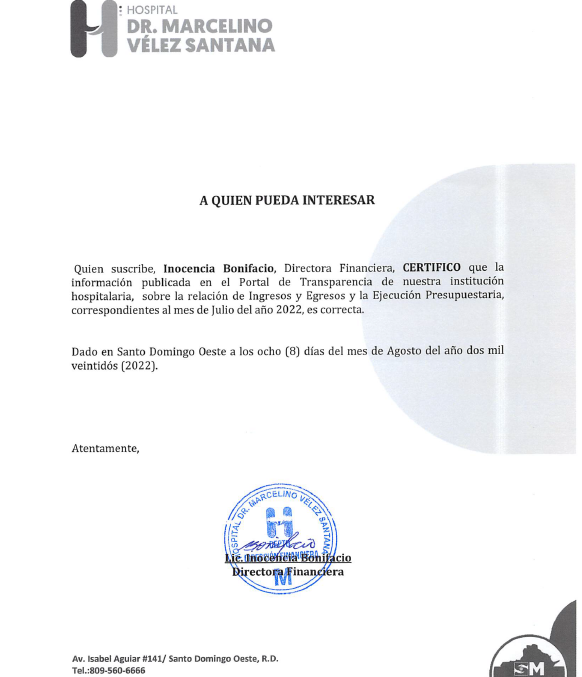 HOSPITAL
DR. MARCELINO
VÉLEZ SANTANA
A QUIEN PUEDA INTERESAR
Quien suscribe, Inocencia Bonifacio, Directora Financiera, CERTIFICO que la
información publicada en el Portal de Transparencia de nuestra institución
hospitalaria, sobre la relación de Ingresos y Egresos y la Ejecución Presupuestaria,
correspondientes al mes de Julio del año 2022, es correcta.
Dado en Santo Domingo Oeste a los ocho (8) días del mes de Agosto del año dos mil
veintidós (2022).
Atentamente,
HOSPITAL DR. MARCELINO VÉLEZ SANTANA
Lic. Inocencia Bonifacio
Directora Financiera
Av. Isabel Aguiar #141/ Santo Domingo Oeste, R.D.
Tel.:809-560-6666
SM